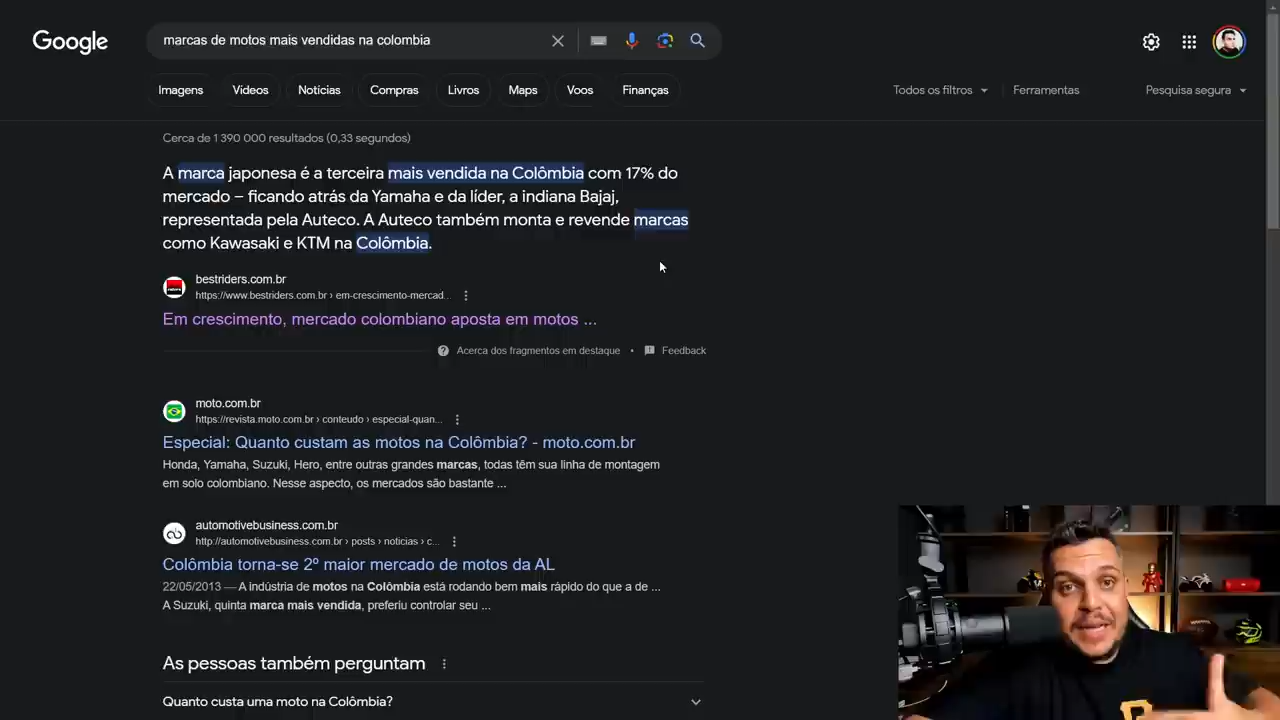 Google
marcas de motos mais vendidas na colombia
Imagens
Vídeos
Notícias
Compras
Livros
Maps
Voos
Finanças
Todos os filtros
Ferramentas
Pesquisa segura
Cerca de 1 390 000 resultados (0,33 segundos)
A marca japonesa é a terceira mais vendida na Colômbia com 17% do
mercado – ficando atrás da Yamaha e da líder, a indiana Bajaj,
representada pela Auteco. A Auteco também monta e revende marcas
como Kawasaki e KTM na Colômbia.
bestriders.com.br
https://www.bestriders.com.br › em-crescimento-mercad...
Em crescimento, mercado colombiano aposta em motos ...
Acerca dos fragmentos em destaque • Feedback
moto.com.br
https://revista.moto.com.br › conteudo › especial-quan...
Especial: Quanto custam as motos na Colômbia? - moto.com.br
Honda, Yamaha, Suzuki, Hero, entre outras grandes marcas, todas têm sua linha de montagem
em solo colombiano. Nesse aspecto, os mercados são bastante ...
automotivebusiness.com.br
http://automotivebusiness.com.br › posts › noticias › c...
Colômbia torna-se 2º maior mercado de motos da AL
22/05/2013 — A indústria de motos na Colômbia está rodando bem mais rápido do que a de ...
A Suzuki, quinta marca mais vendida, preferiu controlar seu ...
As pessoas também perguntam
Quanto custa uma moto na Colômbia?